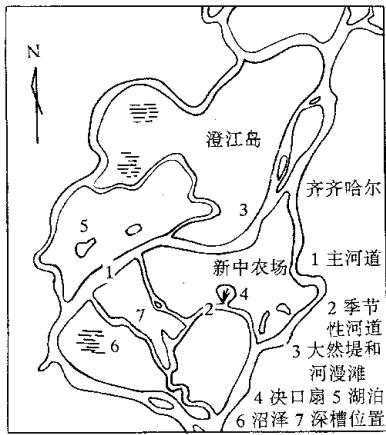 N
澄江岛
3
齐齐哈尔
5
1
新中农场
4
2
7
6
1 主河道
2 季节
性河道
3 大然堤和
河漫滩
4 决口扇 5 湖泊
6 沼泽 7 深槽位置